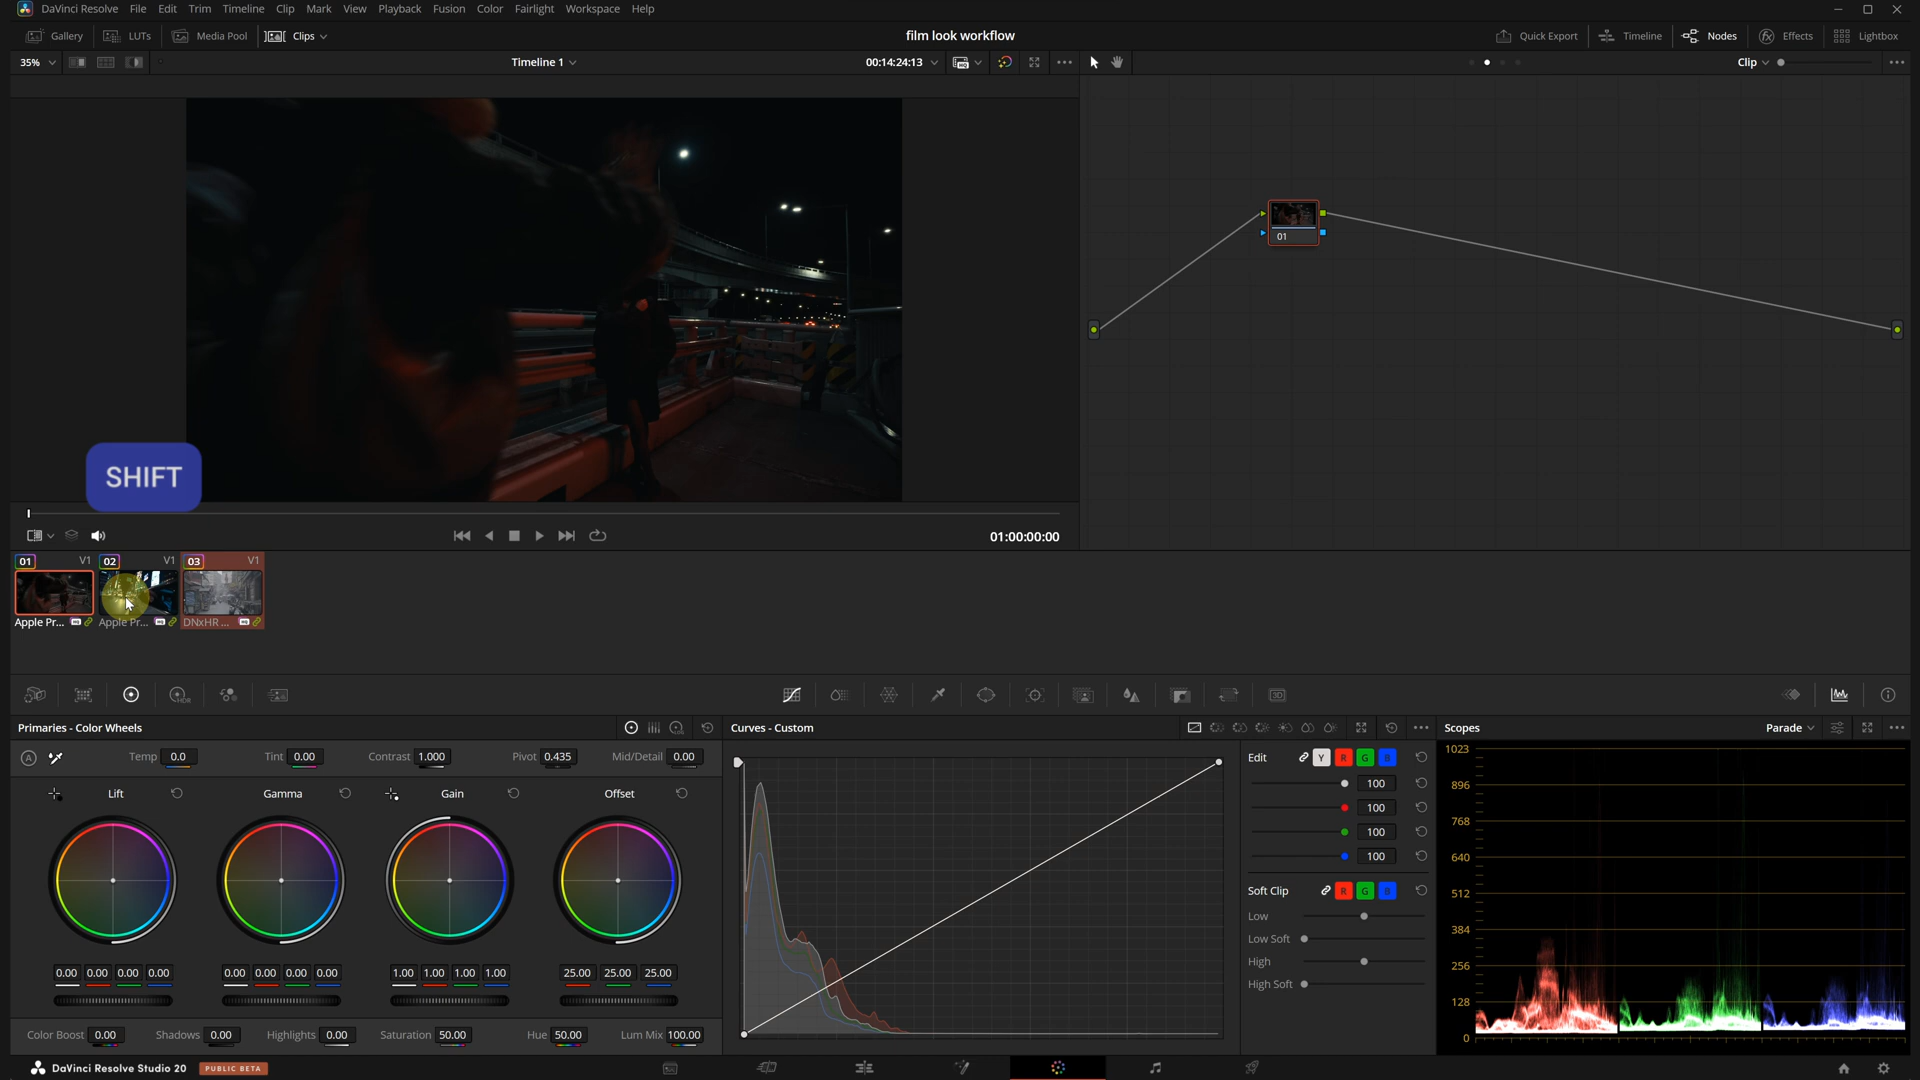 DaVinci Resolve File Edit Trim Timeline Clip Mark View Playback Fusion Color Fairlight Workspace Help
Gallery LUTs Media Pool Clips film look workflow Quick Export Timeline Nodes Effects Lightbox
35% Timeline 1 00:14:24:13 Clip
01
SHIFT
01:00:00:00
01 V1 02 V1 03 V1
Apple Pr... Apple Pr... DNxHR ...
Primaries - Color Wheels Curves - Custom Scopes Parade
Temp 0.0 Tint 0.00 Contrast 1.000 Pivot 0.435 Mid/Detail 0.00
Lift Gamma Gain Offset
0.00 0.00 0.00 0.00 0.00 0.00 0.00 0.00 1.00 1.00 1.00 1.00 25.00 25.00 25.00
Color Boost 0.00 Shadows 0.00 Highlights 0.00 Saturation 50.00 Hue 50.00 Lum Mix 100.00
Edit Y R G B
100
100
100
100
Soft Clip R G B
Low
Low Soft
High
High Soft
1023
896
768
640
512
384
256
128
0
DaVinci Resolve Studio 20 PUBLIC BETA